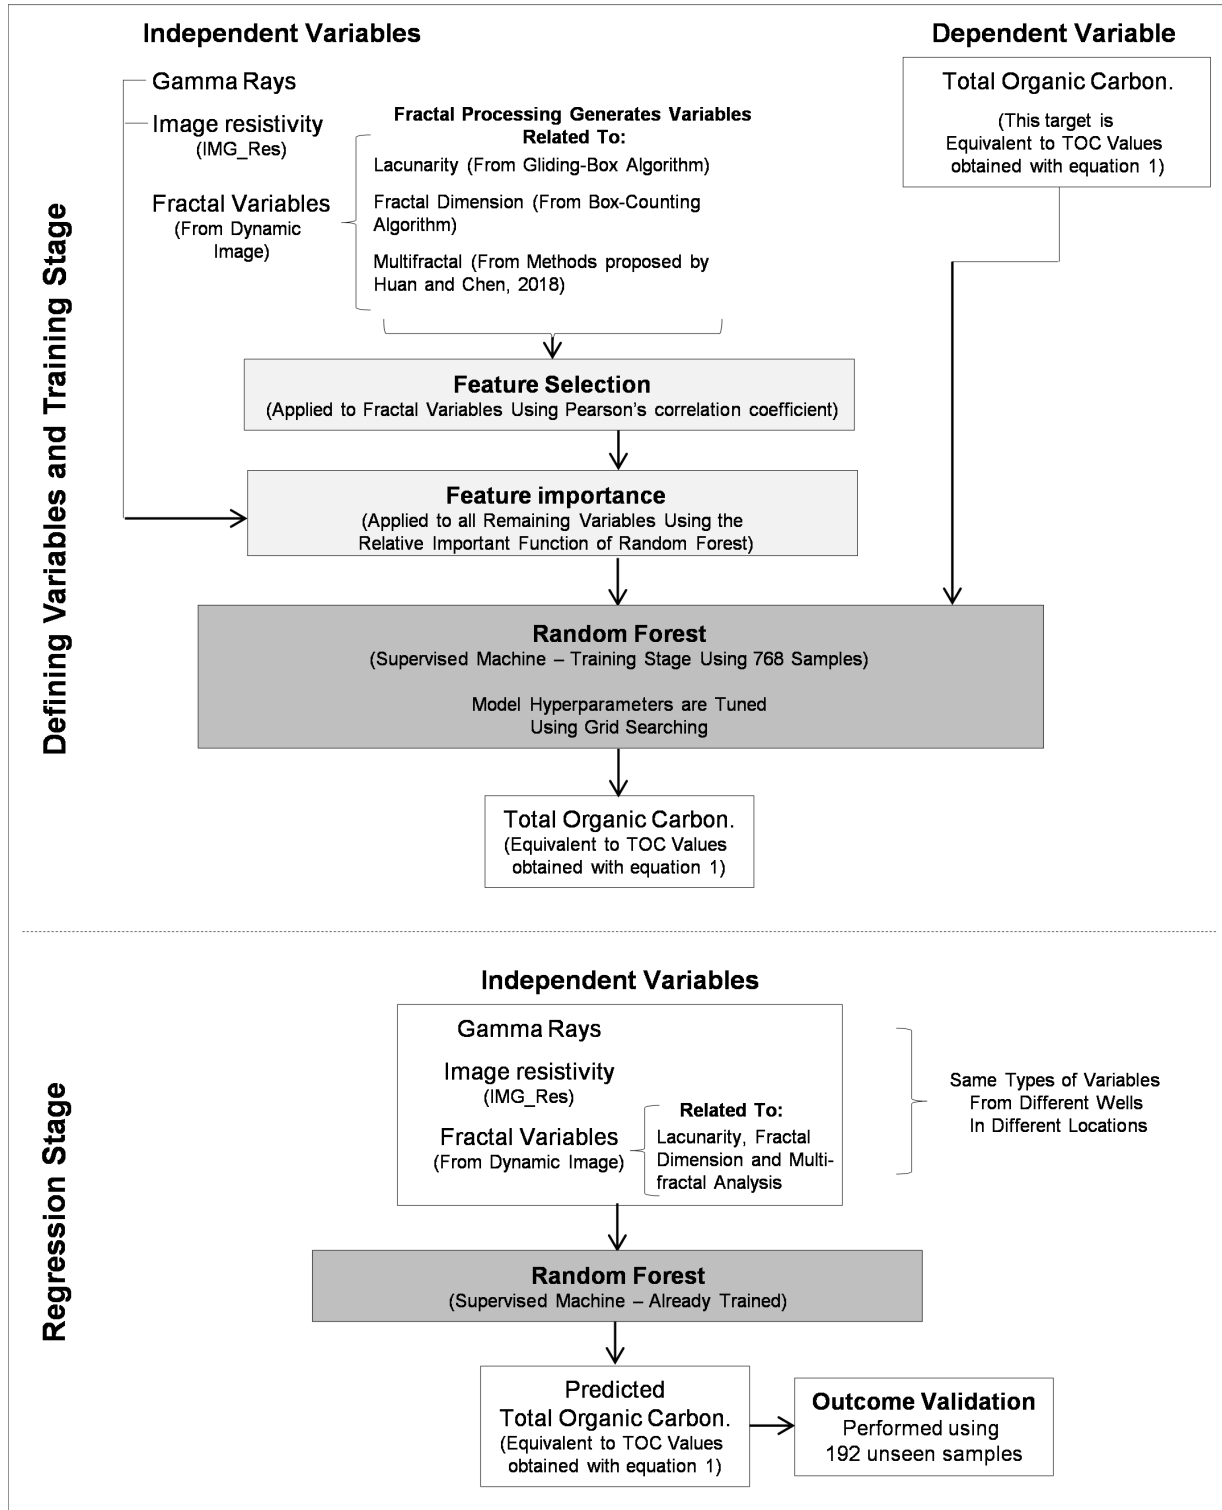 Independent Variables
Dependent Variable
Gamma Rays
Image resistivity
(IMG_Res)
Fractal Variables
(From Dynamic
Image)
Fractal Processing Generates Variables
Related To:
Lacunarity (From Gliding-Box Algorithm)
Fractal Dimension (From Box-Counting
Algorithm)
Multifractal (From Methods proposed by
Huan and Chen, 2018)
Total Organic Carbon.
(This target is
Equivalent to TOC Values
obtained with equation 1)
Defining Variables and Training Stage
Feature Selection
(Applied to Fractal Variables Using Pearson's correlation coefficient)
Feature importance
(Applied to all Remaining Variables Using the
Relative Important Function of Random Forest)
Random Forest
(Supervised Machine – Training Stage Using 768 Samples)
Model Hyperparameters are Tuned
Using Grid Searching
Total Organic Carbon.
(Equivalent to TOC Values
obtained with equation 1)
Regression Stage
Independent Variables
Gamma Rays
Image resistivity
(IMG_Res)
Fractal Variables
(From Dynamic Image)
Related To:
Lacunarity, Fractal
Dimension and Multi-
fractal Analysis
Same Types of Variables
From Different Wells
In Different Locations
Random Forest
(Supervised Machine – Already Trained)
Predicted
Total Organic Carbon.
(Equivalent to TOC Values
obtained with equation 1)
Outcome Validation
Performed using
192 unseen samples